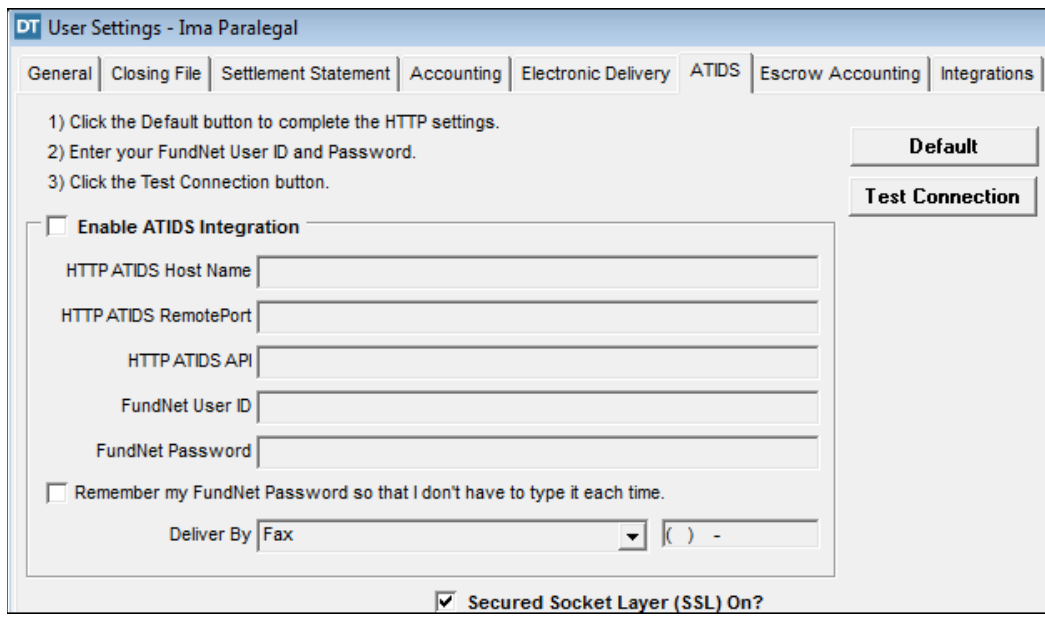 DT User Settings - Ima Paralegal
General Closing File Settlement Statement Accounting Electronic Delivery ATIDS Escrow Accounting Integrations
1) Click the Default button to complete the HTTP settings.
2) Enter your FundNet User ID and Password.
3) Click the Test Connection button.
Default
Test Connection
Enable ATIDS Integration
HTTP ATIDS Host Name
HTTP ATIDS RemotePort
HTTP ATIDS API
FundNet User ID
FundNet Password
Remember my FundNet Password so that I don't have to type it each time.
Deliver By Fax ( ) -
Secured Socket Layer (SSL) On?